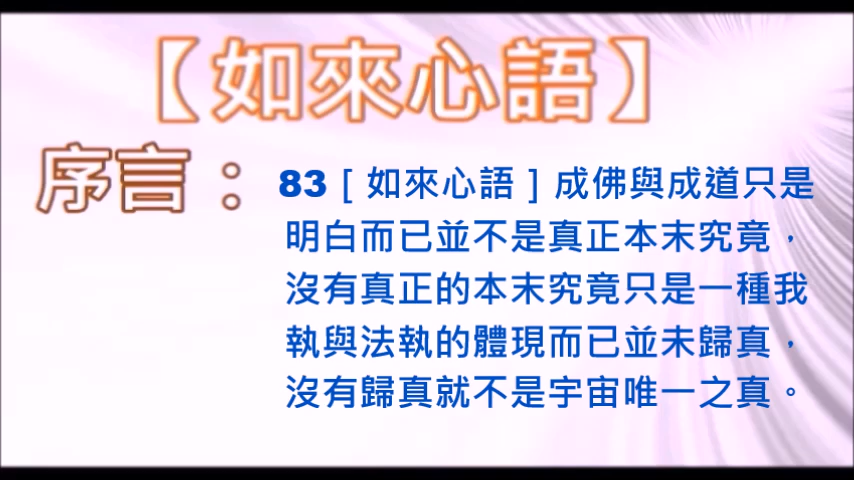 【如來心語】
序言：
83［如來心語］成佛與成道只是
明白而已並不是真正本末究竟，
沒有真正的本末究竟只是一種我
執與法執的體現而已並未歸真，
沒有歸真就不是宇宙唯一之真。